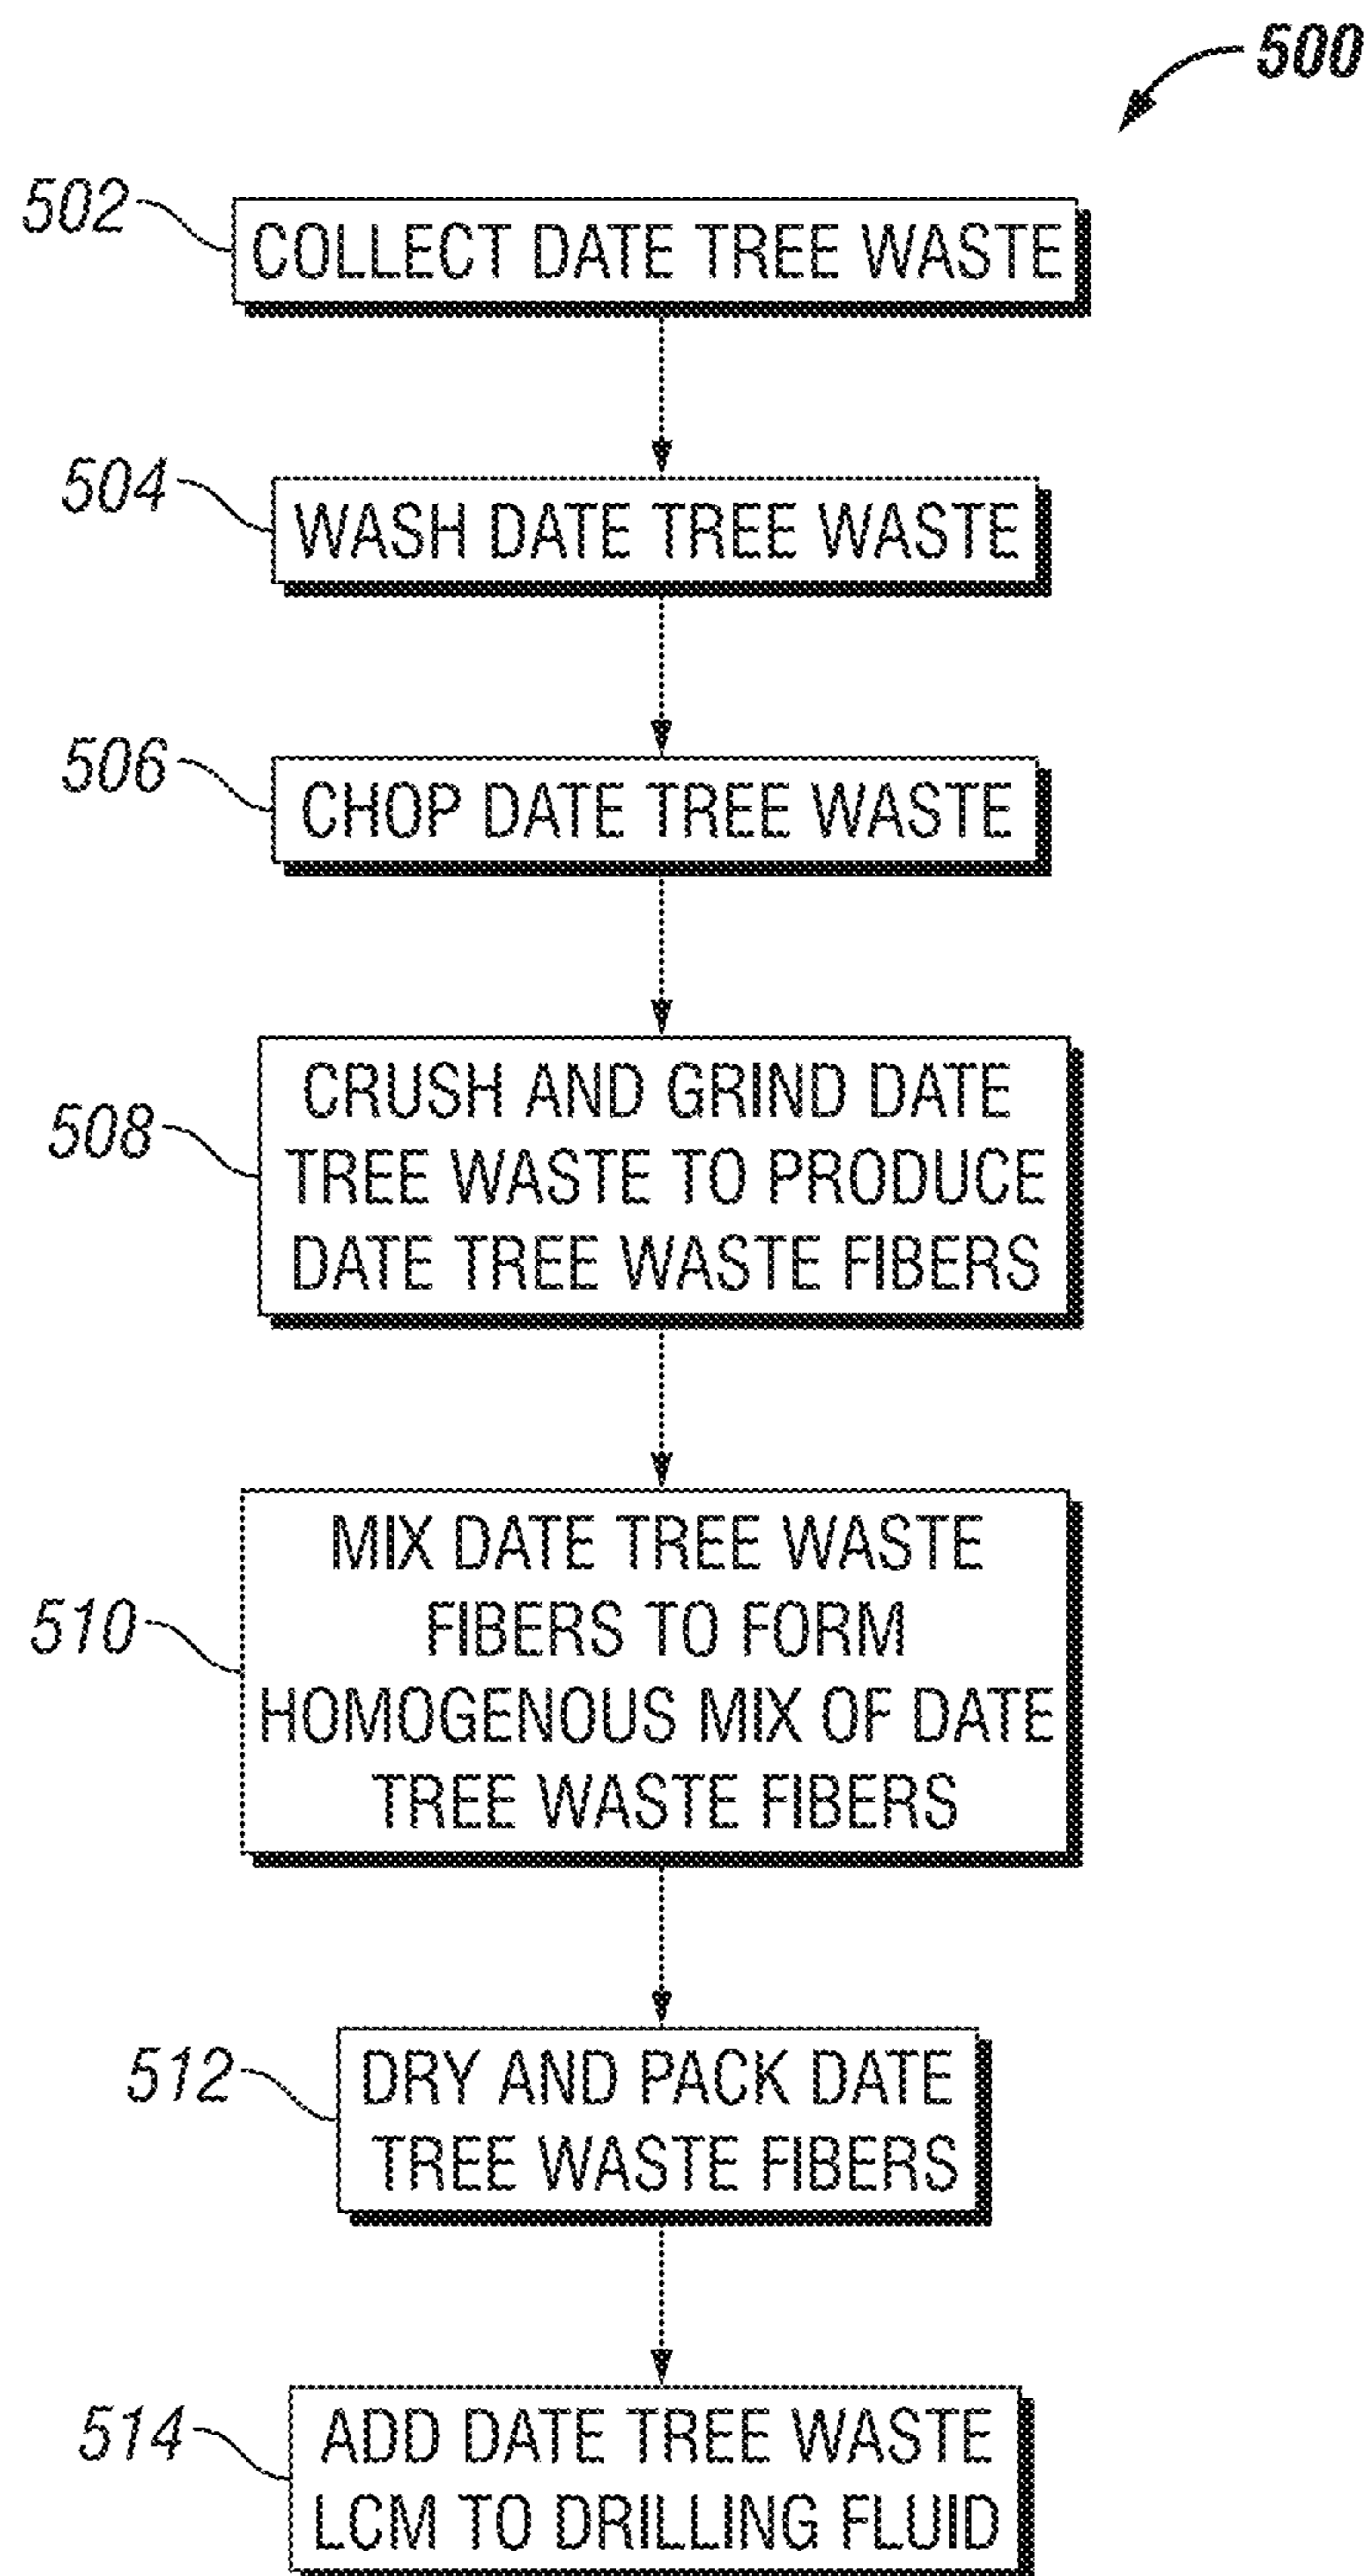 500
502
COLLECT DATE TREE WASTE
504
WASH DATE TREE WASTE
506
CHOP DATE TREE WASTE
508
CRUSH AND GRIND DATE
TREE WASTE TO PRODUCE
DATE TREE WASTE FIBERS
510
MIX DATE TREE WASTE
FIBERS TO FORM
HOMOGENOUS MIX OF DATE
TREE WASTE FIBERS
512
DRY AND PACK DATE
TREE WASTE FIBERS
514
ADD DATE TREE WASTE
LCM TO DRILLING FLUID